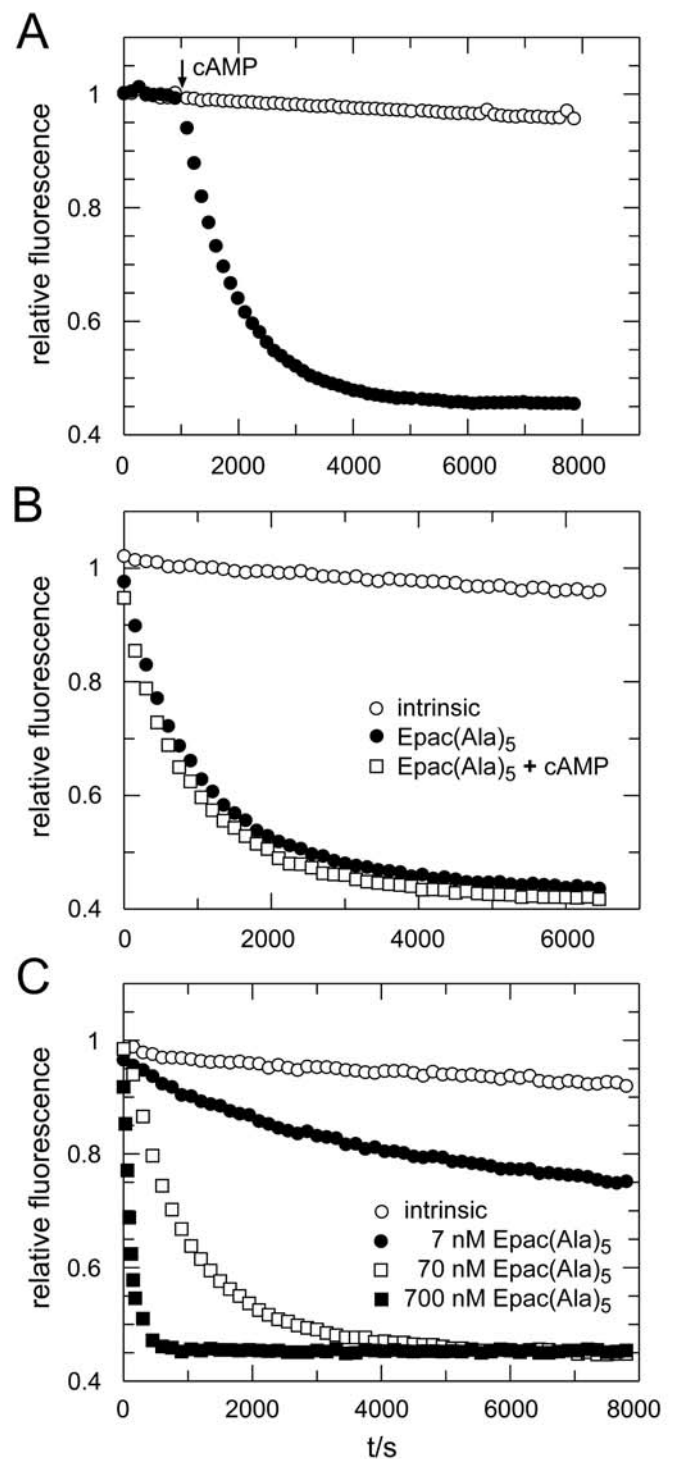 A
cAMP
1
0.8
0.6
0.4
relative fluorescence
0 2000 4000 6000 8000
B
1
0.8
0.6
0.4
relative fluorescence
intrinsic
Epac(Ala)5
Epac(Ala)5 + cAMP
0 2000 4000 6000
C
1
0.8
0.6
0.4
relative fluorescence
intrinsic
7 nM Epac(Ala)5
70 nM Epac(Ala)5
700 nM Epac(Ala)5
0 2000 4000 6000 8000
t/s